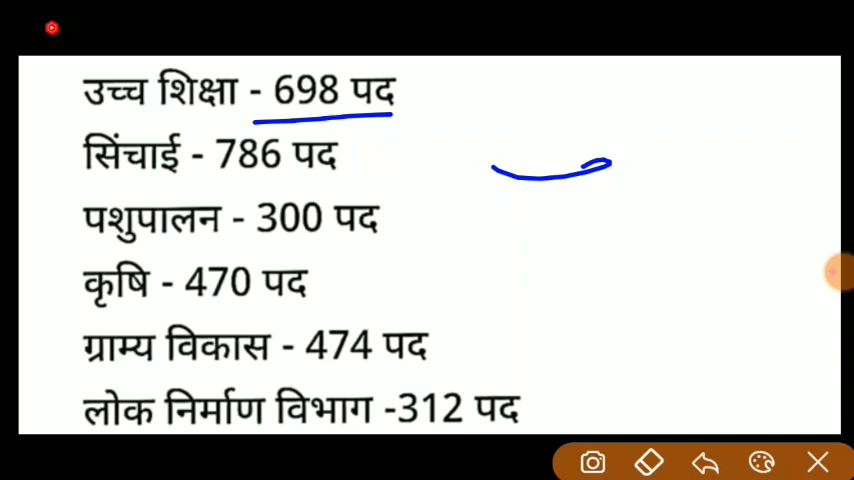 उच्च शिक्षा - 698 पद
सिंचाई - 786 पद
पशुपालन - 300 पद
कृषि - 470 पद
ग्राम्य विकास - 474 पद
लोक निर्माण विभाग -312 पद